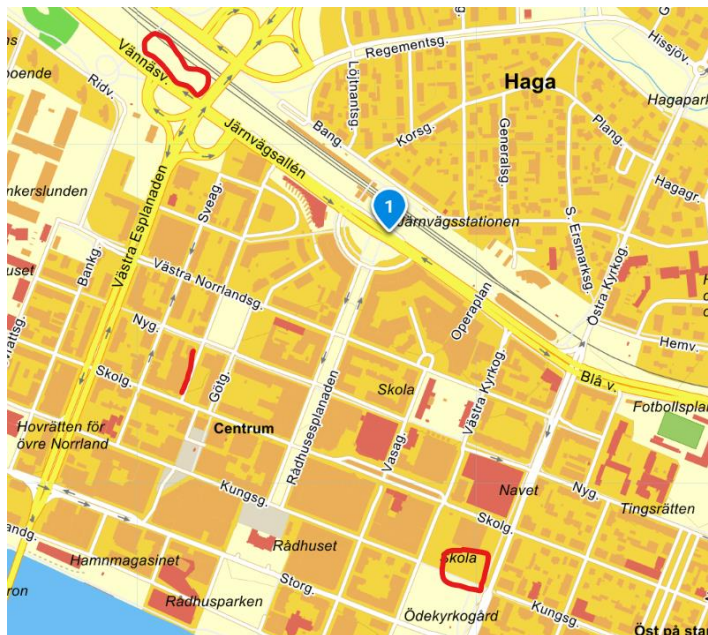 Vännäsv.
Regementsg.
Hissjöv.
Löjtnantsg.
Haga
poende
Ridv.
Hagapark
Bang.
Korsg.
Generalsg.
Plang.
Järnvägsallén
Hagagr.
nkerslunden
Sveag.
1
Järnvägsstationen
S. Ersmarksg.
Västra Esplanaden
Bankg.
Östra Kyrkog.
huset
Västra Norrlandsg.
Operaplan
Hemv.
Nyg.
Blå v.
Skolg.
Götg.
Rådhusesplanaden
Skola
Västra Kyrkog.
Fotbollsplan
Hovrätten för
övre Norrland
Centrum
Vasag.
Navet
Nyg.
Tingsrätten
Kungsg.
Skolg.
andg.
Rådhuset
Skola
Hamnmagasinet
Storg.
Rådhusparken
Ödekyrkogård
Kungsg.
Öst på stan